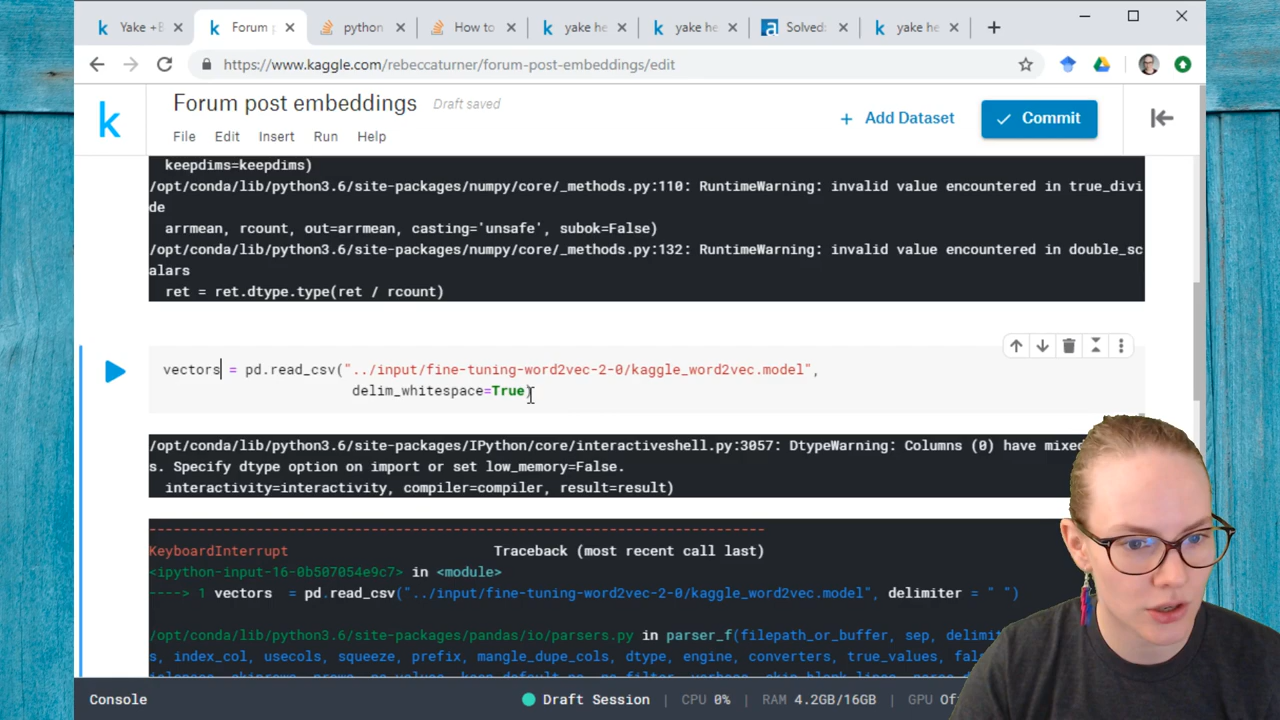 Yake +B
Forum p
python
How to
yake he
yake he
Solved:
yake he
https://www.kaggle.com/rebeccaturner/forum-post-embeddings/edit
k
Forum post embeddings
Draft saved
File Edit Insert Run Help
+ Add Dataset
Commit
keepdims=keepdims)
/opt/conda/lib/python3.6/site-packages/numpy/core/_methods.py:110: RuntimeWarning: invalid value encountered in true_divi
de
arrmean, rcount, out=arrmean, casting='unsafe', subok=False)
/opt/conda/lib/python3.6/site-packages/numpy/core/_methods.py:132: RuntimeWarning: invalid value encountered in double_sc
alars
ret = ret.dtype.type(ret / rcount)
vectors = pd.read_csv("../input/fine-tuning-word2vec-2-0/kaggle_word2vec.model",
delim_whitespace=True)
/opt/conda/lib/python3.6/site-packages/IPython/core/interactiveshell.py:3057: DtypeWarning: Columns (0) have mixed
s. Specify dtype option on import or set low_memory=False.
interactivity=interactivity, compiler=compiler, result=result)
---------------------------------------------------------------------------
KeyboardInterrupt Traceback (most recent call last)
<ipython-input-16-0b507054e9c7> in <module>
----> 1 vectors = pd.read_csv("../input/fine-tuning-word2vec-2-0/kaggle_word2vec.model", delimiter = " ")
/opt/conda/lib/python3.6/site-packages/pandas/io/parsers.py in parser_f(filepath_or_buffer, sep, delimi
s, index_col, usecols, squeeze, prefix, mangle_dupe_cols, dtype, engine, converters, true_values, fal
Console
Draft Session | CPU 0% | RAM 4.2GB/16GB | GPU Of